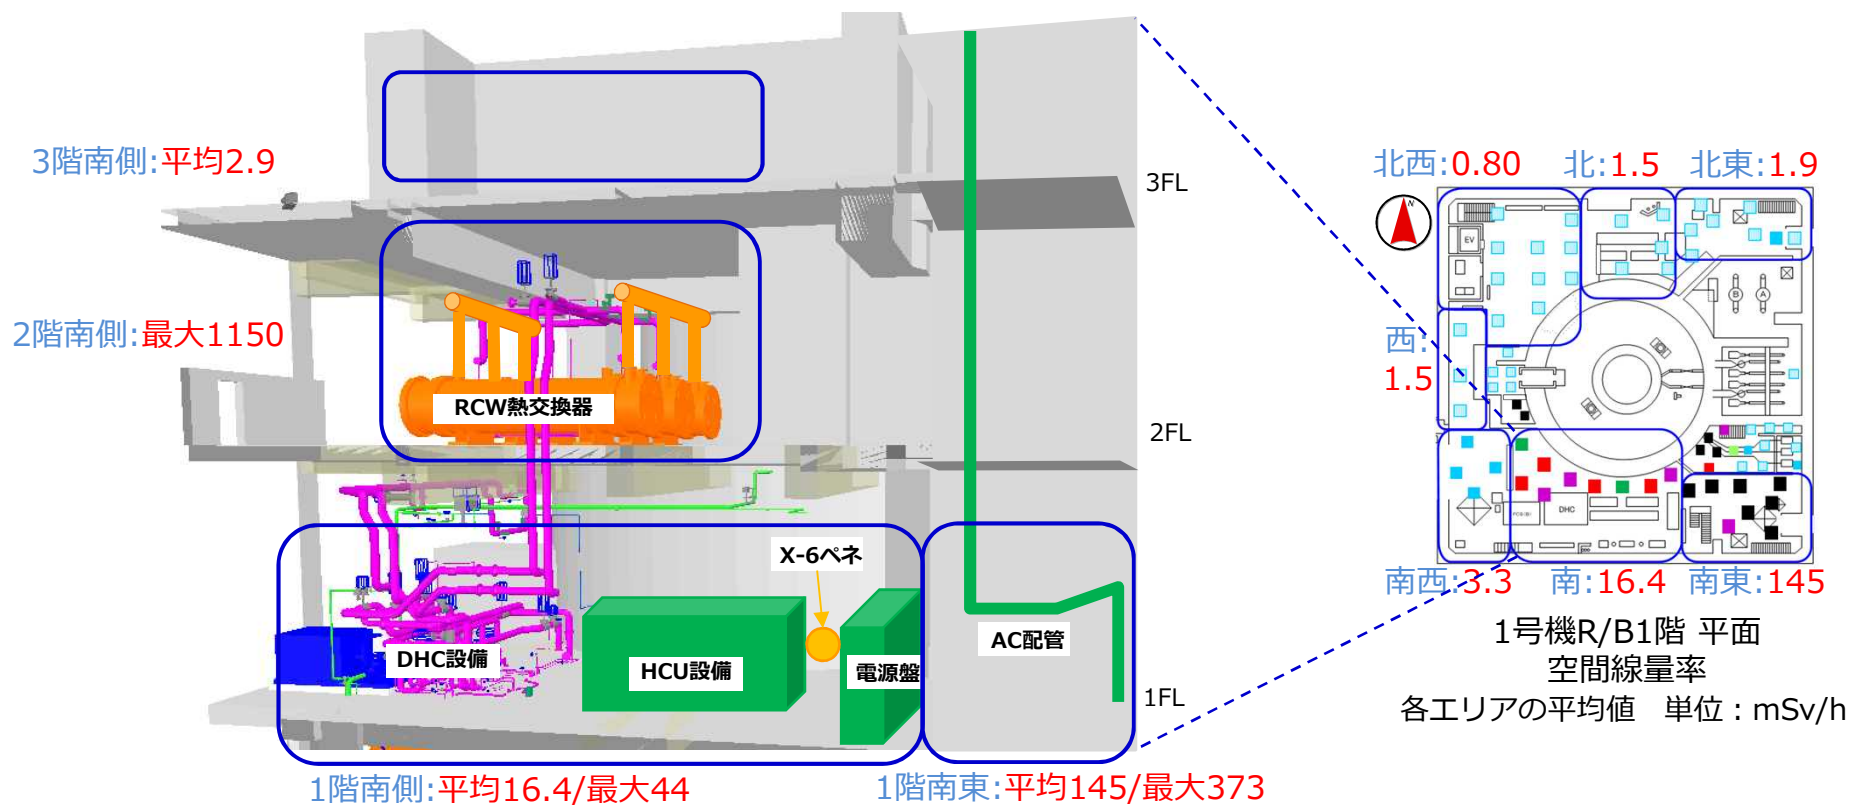 3階南側:平均2.9
2階南側:最大1150
RCW熱交換器
X-6ペネ
DHC設備
HCU設備
電源盤
AC配管
3FL
2FL
1FL
1階南側:平均16.4/最大44
1階南東:平均145/最大373
北西:0.80
北:1.5
北東:1.9
N
EV
B
A
西:
1.5
DHC
南西:3.3
南:16.4
南東:145
1号機R/B1階 平面
空間線量率
各エリアの平均値 単位：mSv/h